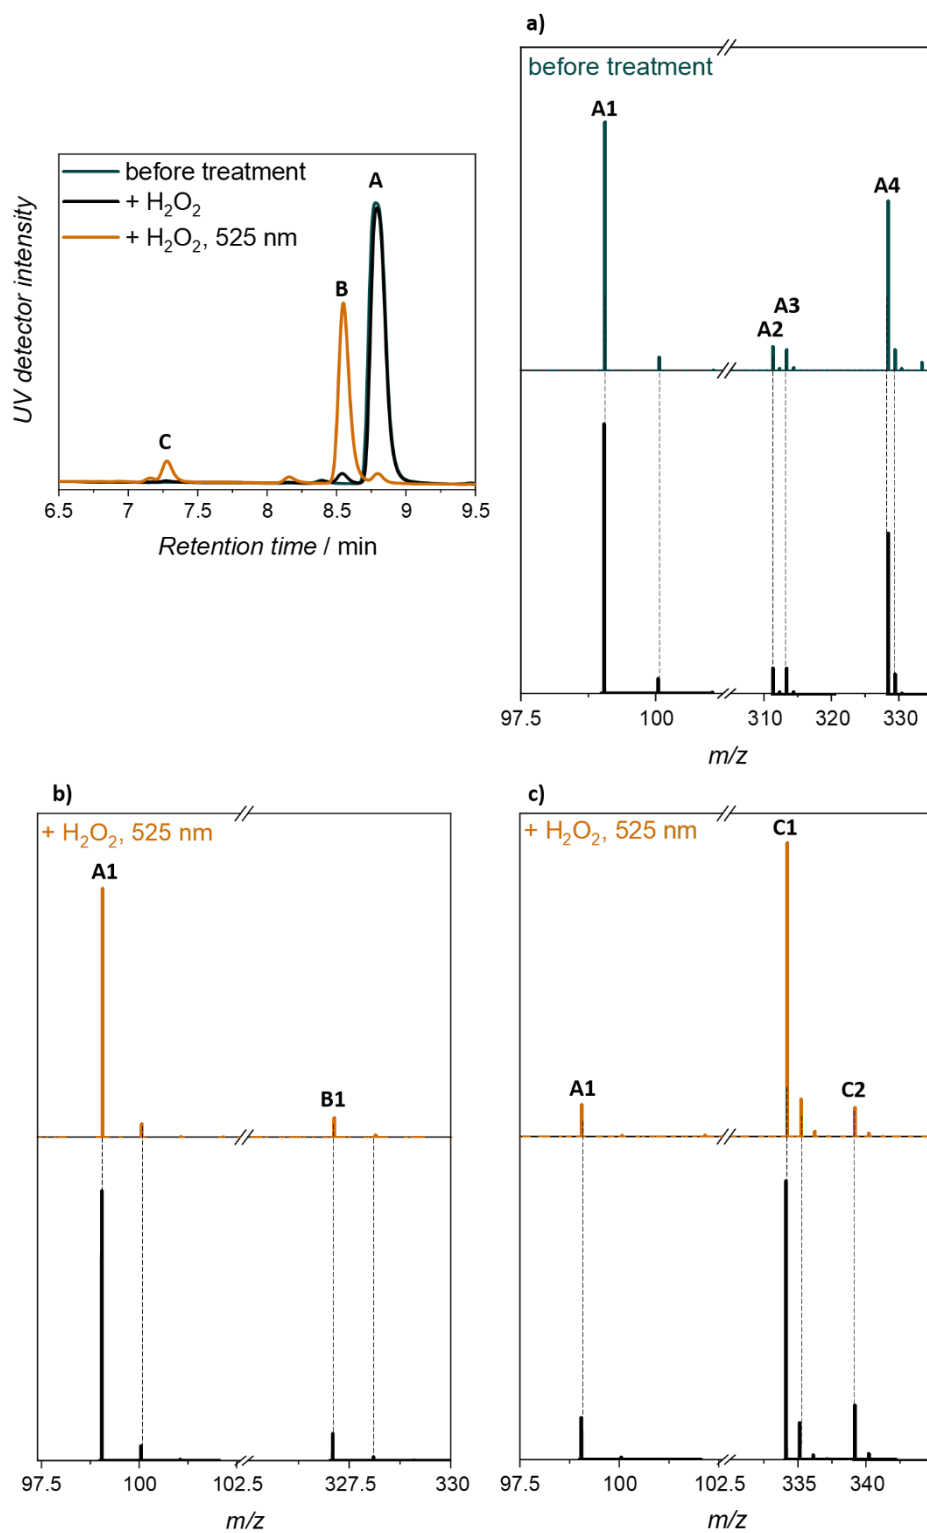 a)
before treatment
A1
A2
A3
A4
97.5 100 310 320 330
m/z
before treatment
+ H₂O₂
+ H₂O₂, 525 nm
A
B
C
UV detector intensity
6.5 7 7.5 8 8.5 9 9.5
Retention time / min
b)
+ H₂O₂, 525 nm
A1
B1
97.5 100 102.5 327.5 330
m/z
c)
+ H₂O₂, 525 nm
C1
A1
C2
97.5 100 102.5 335 340
m/z